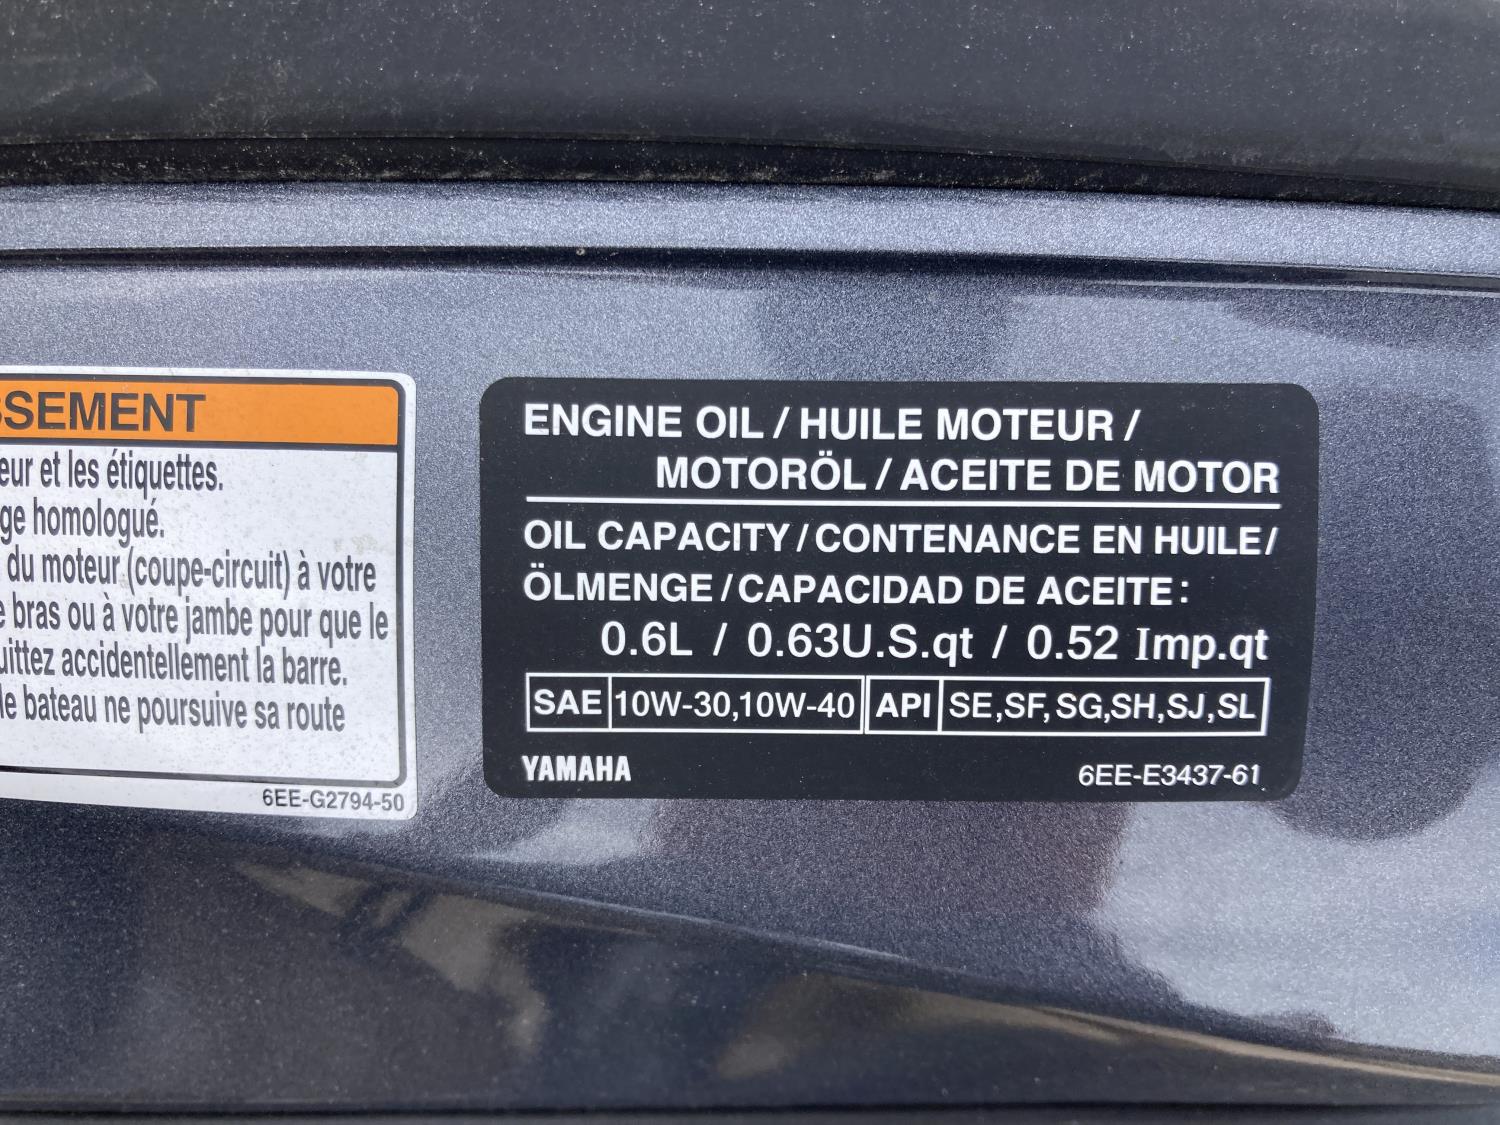 SSEMENT
eur et les étiquettes.
ge homologué.
du moteur (coupe-circuit) à votre
e bras ou à votre jambe pour que le
uittez accidentellement la barre.
le bateau ne poursuive sa route
6EE-G2794-50
ENGINE OIL / HUILE MOTEUR /
MOTORÖL / ACEITE DE MOTOR
OIL CAPACITY / CONTENANCE EN HUILE /
ÖLMENGE / CAPACIDAD DE ACEITE :
0.6L / 0.63U.S.qt / 0.52 Imp.qt
SAE 10W-30,10W-40 API SE,SF,SG,SH,SJ,SL
YAMAHA 6EE-E3437-61